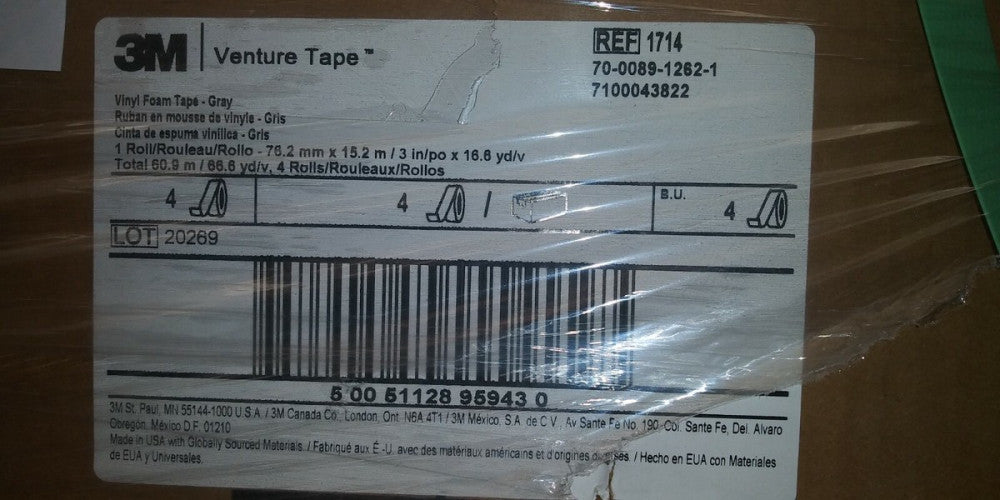 3M Venture Tape™
REF 1714
70-0089-1262-1
7100043822
Vinyl Foam Tape - Gray
Ruban en mousse de vinyle - Gris
Cinta de espuma vinílica - Gris
1 Roll/Rouleau/Rollo - 76.2 mm x 15.2 m / 3 in/po x 16.6 yd/v
Total 60.9 m / 66.6 yd/v, 4 Rolls/Rouleaux/Rollos
4 4 / B.U. 4
LOT 20269
5 00 51128 95943 0
3M St. Paul, MN 55144-1000 U.S.A. / 3M Canada Co., London, Ont. N6A 4T1 / 3M México, S.A. de C.V., Av Sante Fe No. 190 Col. Sante Fe, Del. Alvaro
Obregón, México D.F. 01210
Made in USA with Globally Sourced Materials. / Fabriqué aux É.-U. avec des matériaux américains et d'origines / Hecho en EUA con Materiales
de EUA y Universales.